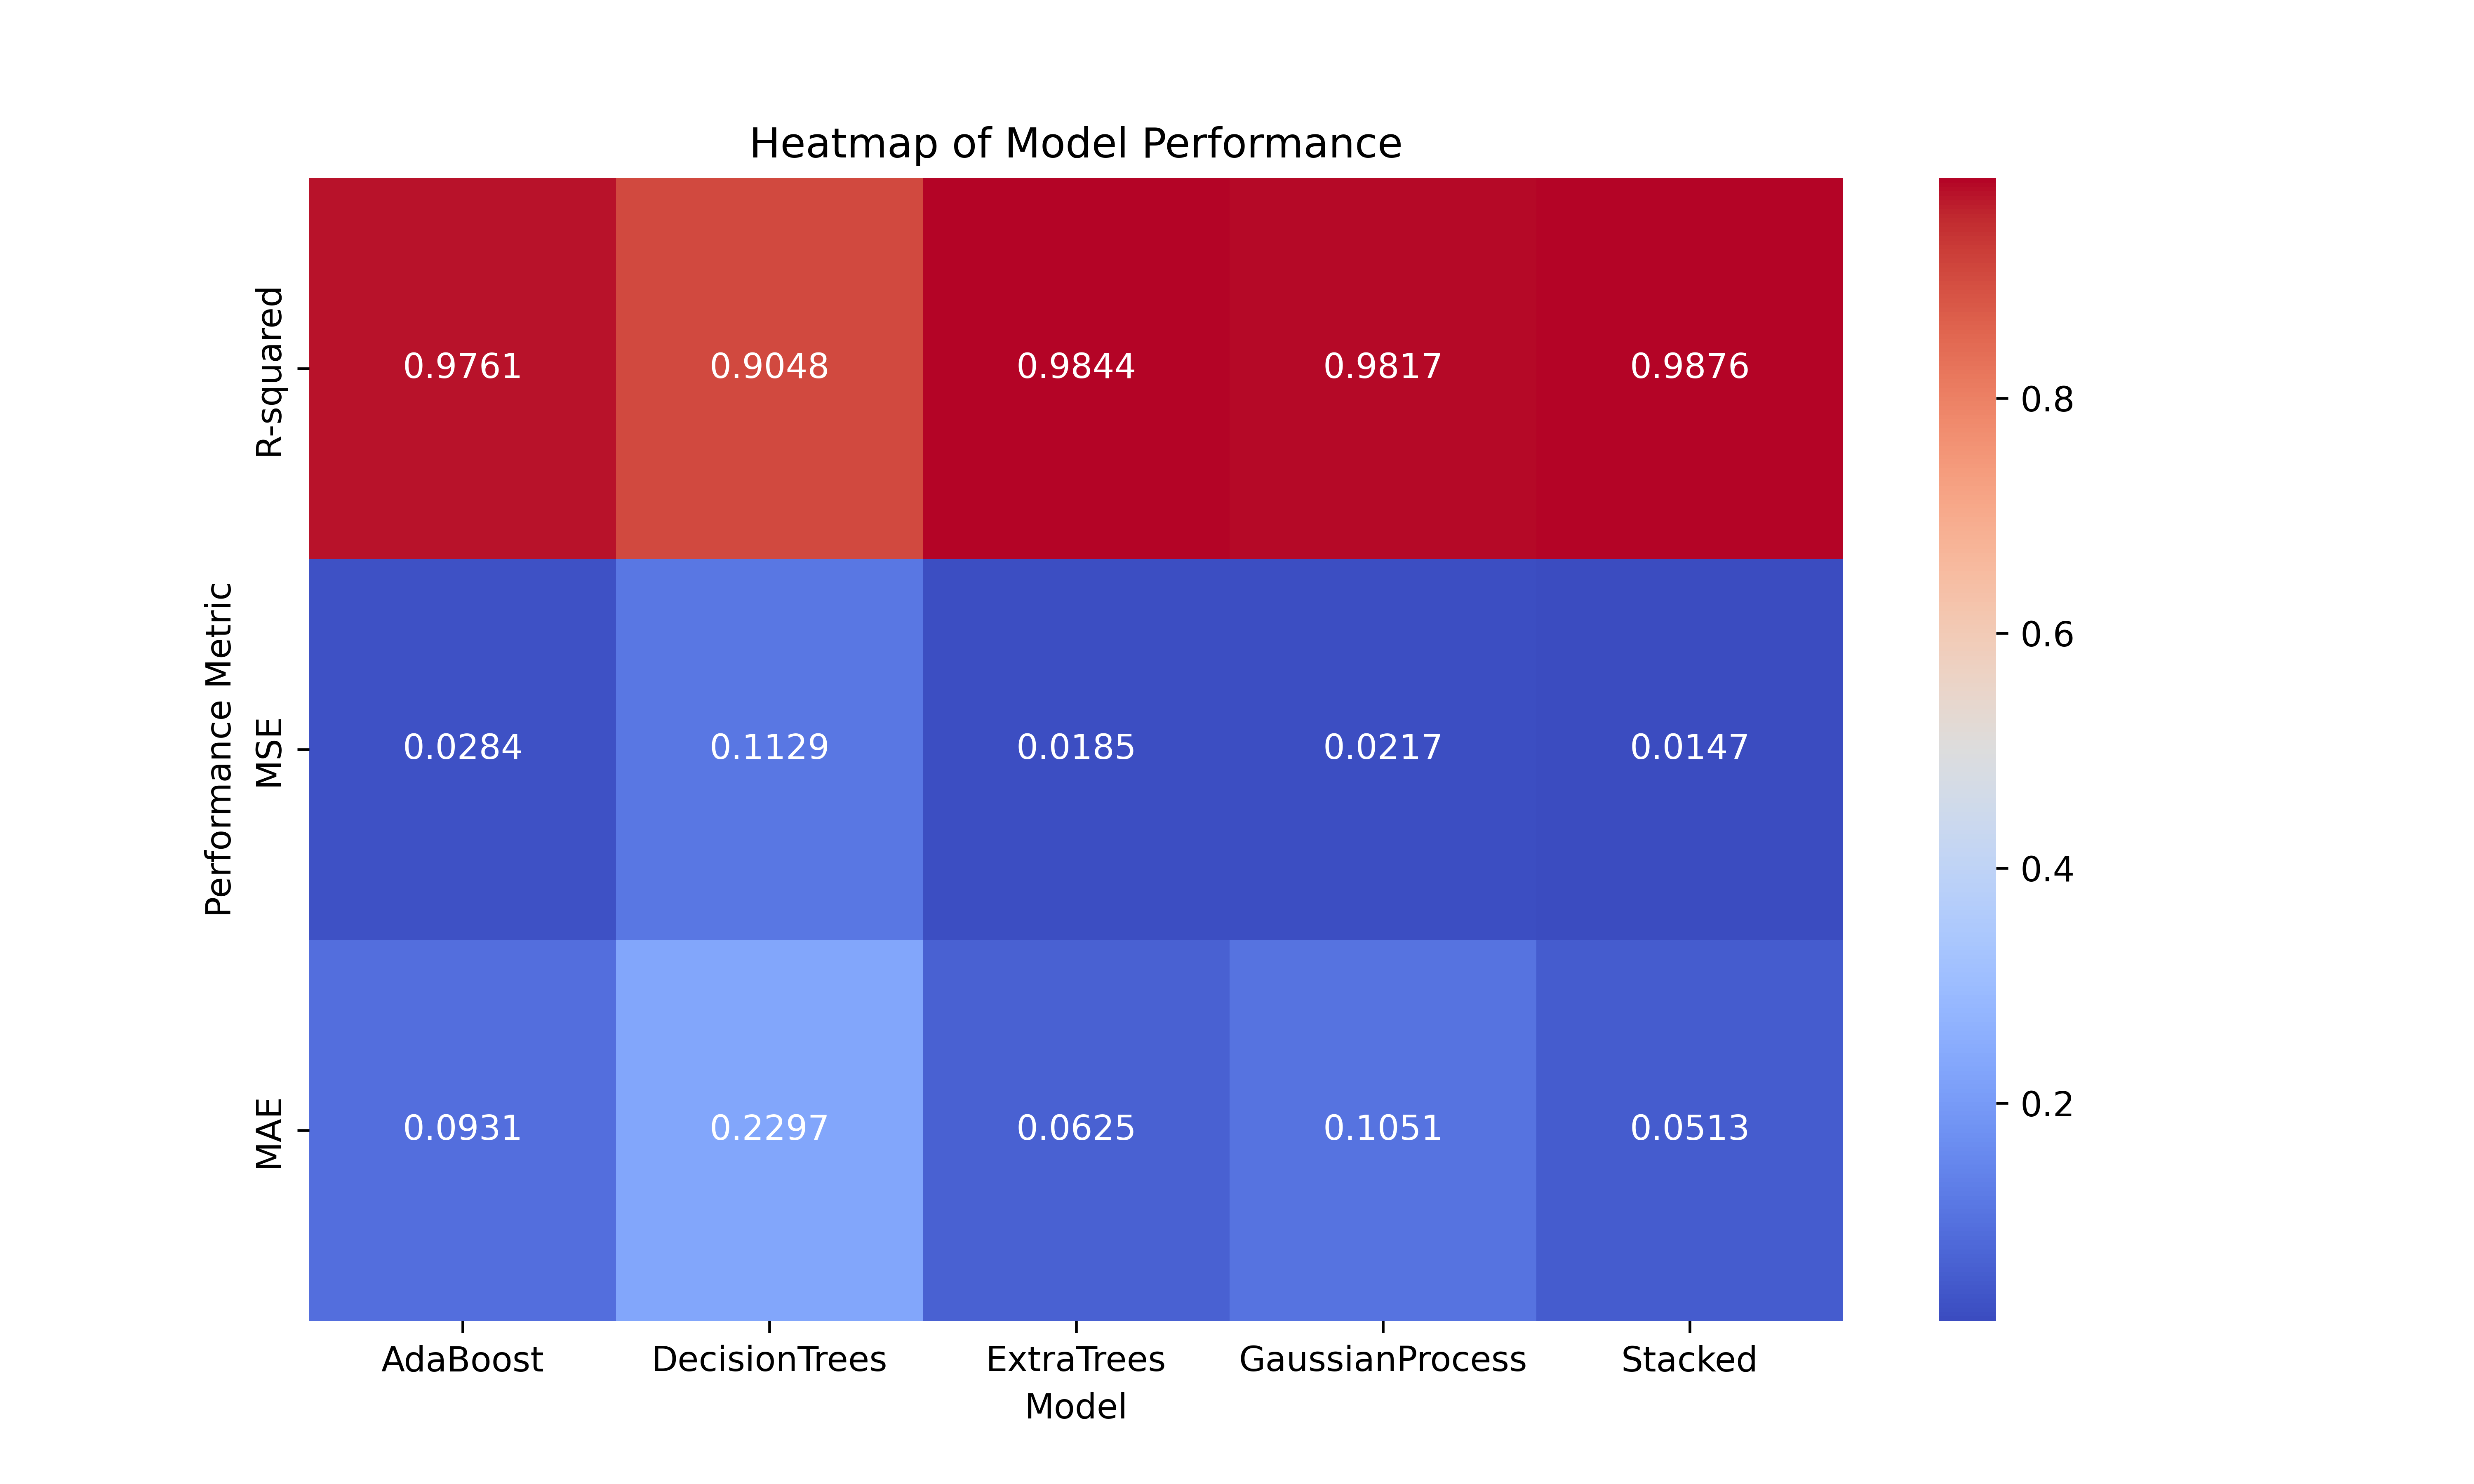 Heatmap of Model Performance
Performance Metric
R-squared
0.9761 0.9048 0.9844 0.9817 0.9876
MSE
0.0284 0.1129 0.0185 0.0217 0.0147
MAE
0.0931 0.2297 0.0625 0.1051 0.0513
AdaBoost DecisionTrees ExtraTrees GaussianProcess Stacked
Model
0.8
0.6
0.4
0.2